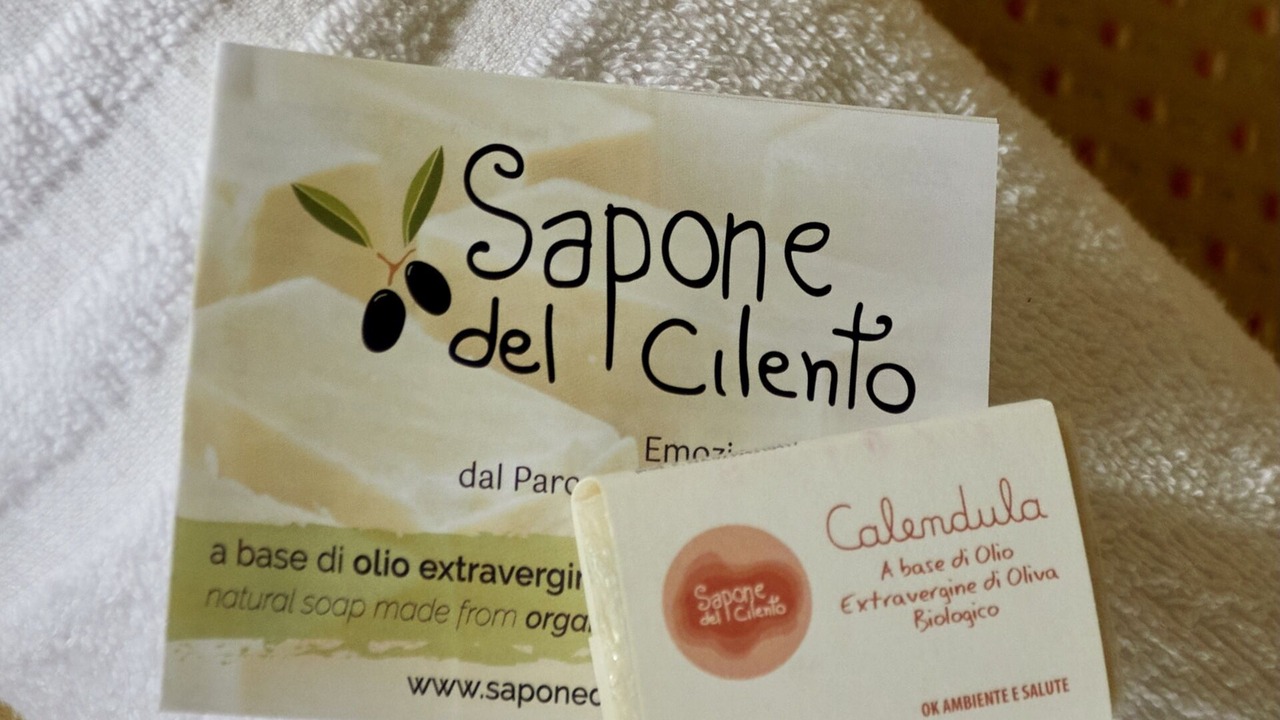 Sapone
del Cilento
dal Parc
a base di olio extravergin
natural soap made from orga
www.saponed
Calendula
A base di Olio
Extravergine di Oliva
Biologico
Sapone
del Cilento
OK AMBIENTE E SALUTE